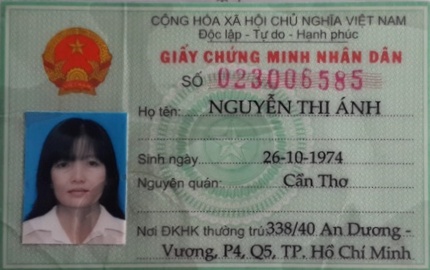 CỘNG HÒA XÃ HỘI CHỦ NGHĨA VIỆT NAM
Độc lập - Tự do - Hạnh phúc
GIẤY CHỨNG MINH NHÂN DÂN
SỐ 023006585
Họ tên: NGUYỄN THỊ ÁNH
Sinh ngày 26-10-1974
Nguyên quán: Cần Thơ
Nơi ĐKHK thường trú 338/40 An Dương -
Vương, P4, Q5, TP. Hồ Chí Minh